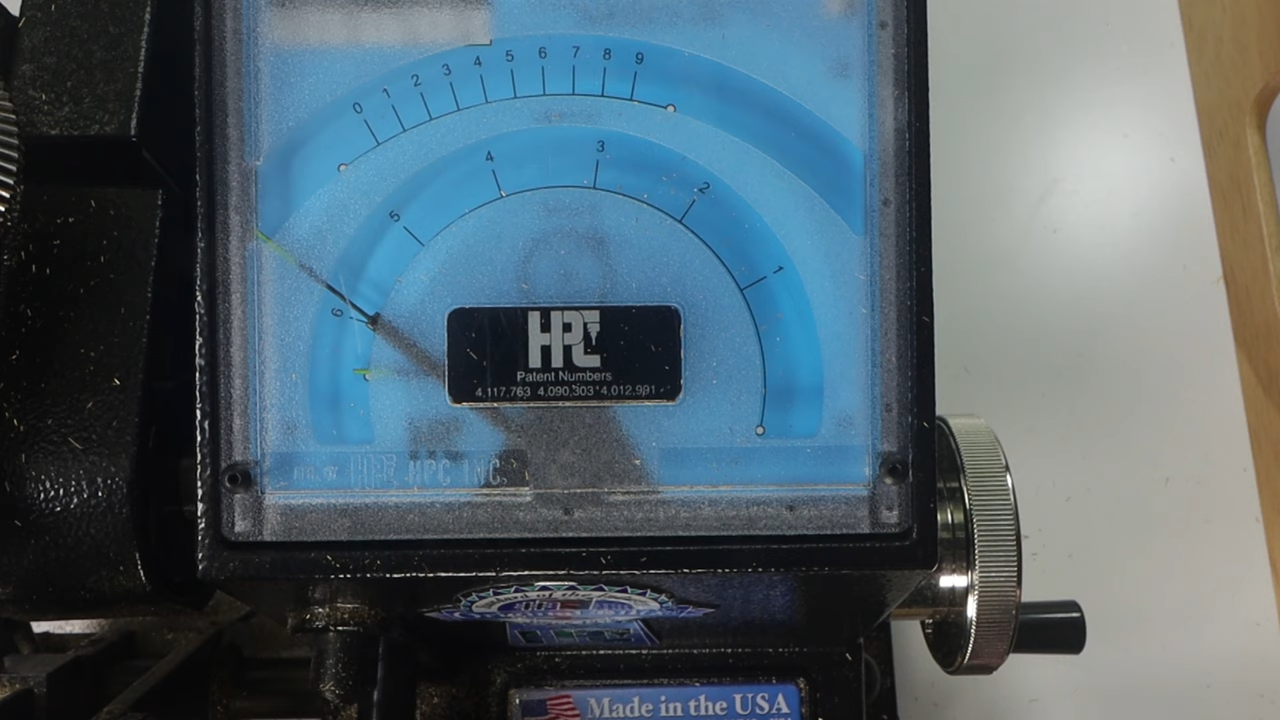 0 1 2 3 4 5 6 7 8 9
6 5 4 3 2 1
HPC
Patent Numbers
4,117,763 4,090,303 4,012,991
HPC HPC INC.
Made in the USA